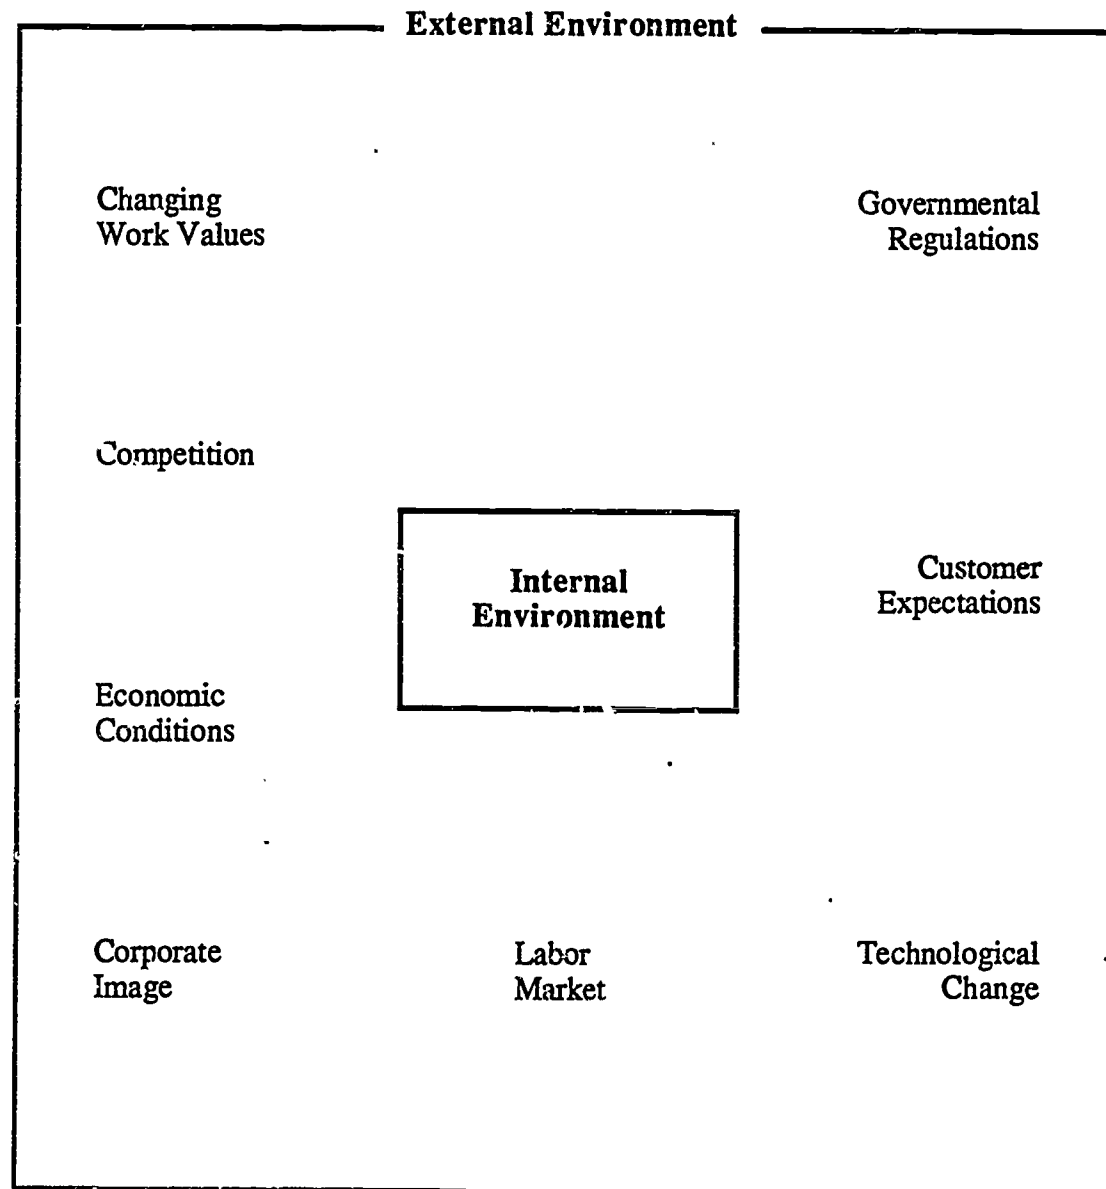 External Environment
Changing
Work Values
Governmental
Regulations
Competition
Internal
Environment
Customer
Expectations
Economic
Conditions
Corporate
Image
Labor
Market
Technological
Change